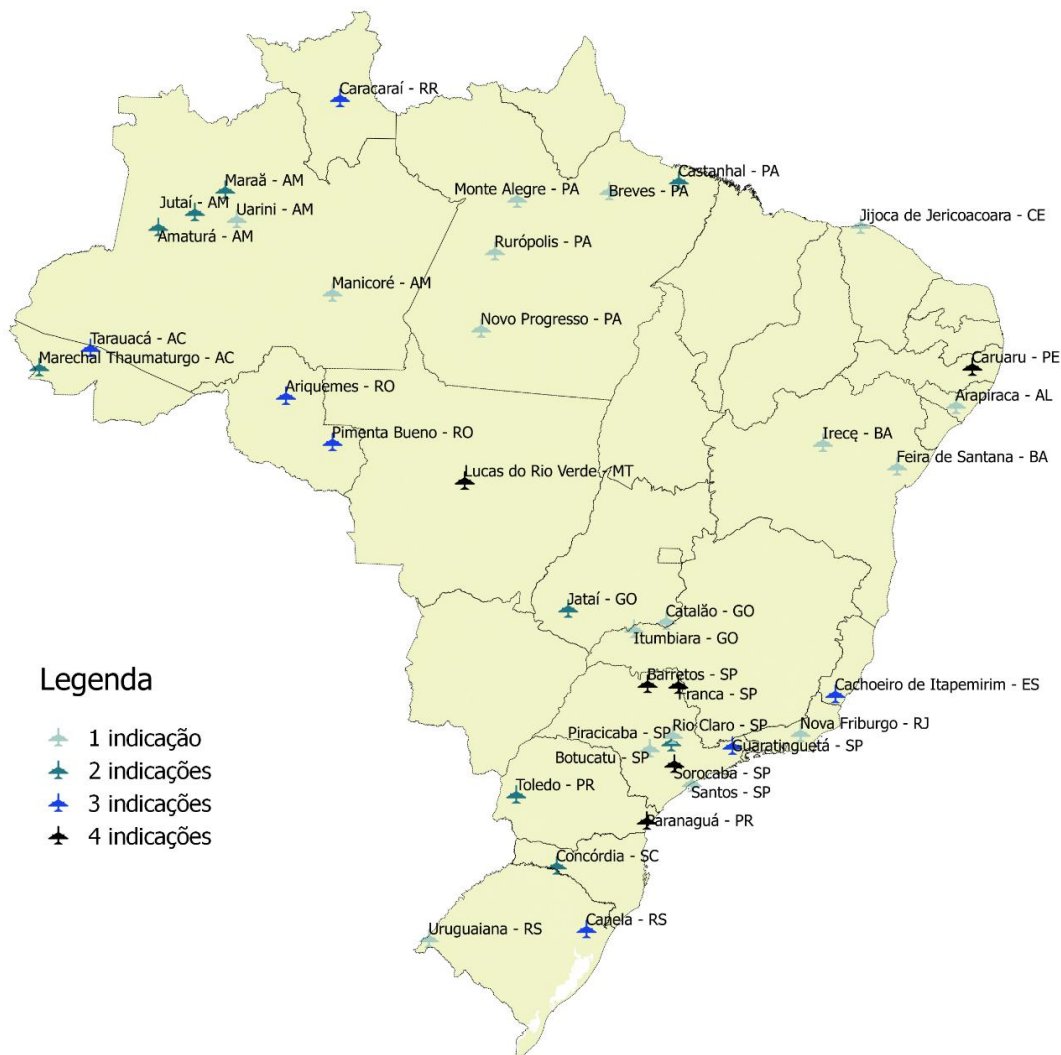 Caracaraí - RR
Maraă - AM
Jutaí - AM
Uarini - AM
Amaturá - AM
Monte Alegre - PA
Breves - PA
Castanhal - PA
Jijoca de Jericoacoara - CE
Rurópolis - PA
Manicoré - AM
Novo Progresso - PA
Tarauacá - AC
Marechal Thaumaturgo - AC
Caruaru - PE
Ariquemes - RO
Arapiraca - AL
Pimenta Bueno - RO
Irecę - BA
Feira de Santana - BA
Lucas do Rio Verde - MT
Jataí - GO
Catalăo - GO
Itumbiara - GO
Barretos - SP
Franca - SP
Cachoeiro de Itapemirim - ES
Nova Friburgo - RJ
Piracicaba - SP
Rio Claro - SP
Guaratinguetá - SP
Botucatu - SP
Sorocaba - SP
Santos - SP
Toledo - PR
Paranaguá - PR
Concórdia - SC
Canela - RS
Uruguaiana - RS
Legenda
1 indicação
2 indicações
3 indicações
4 indicações